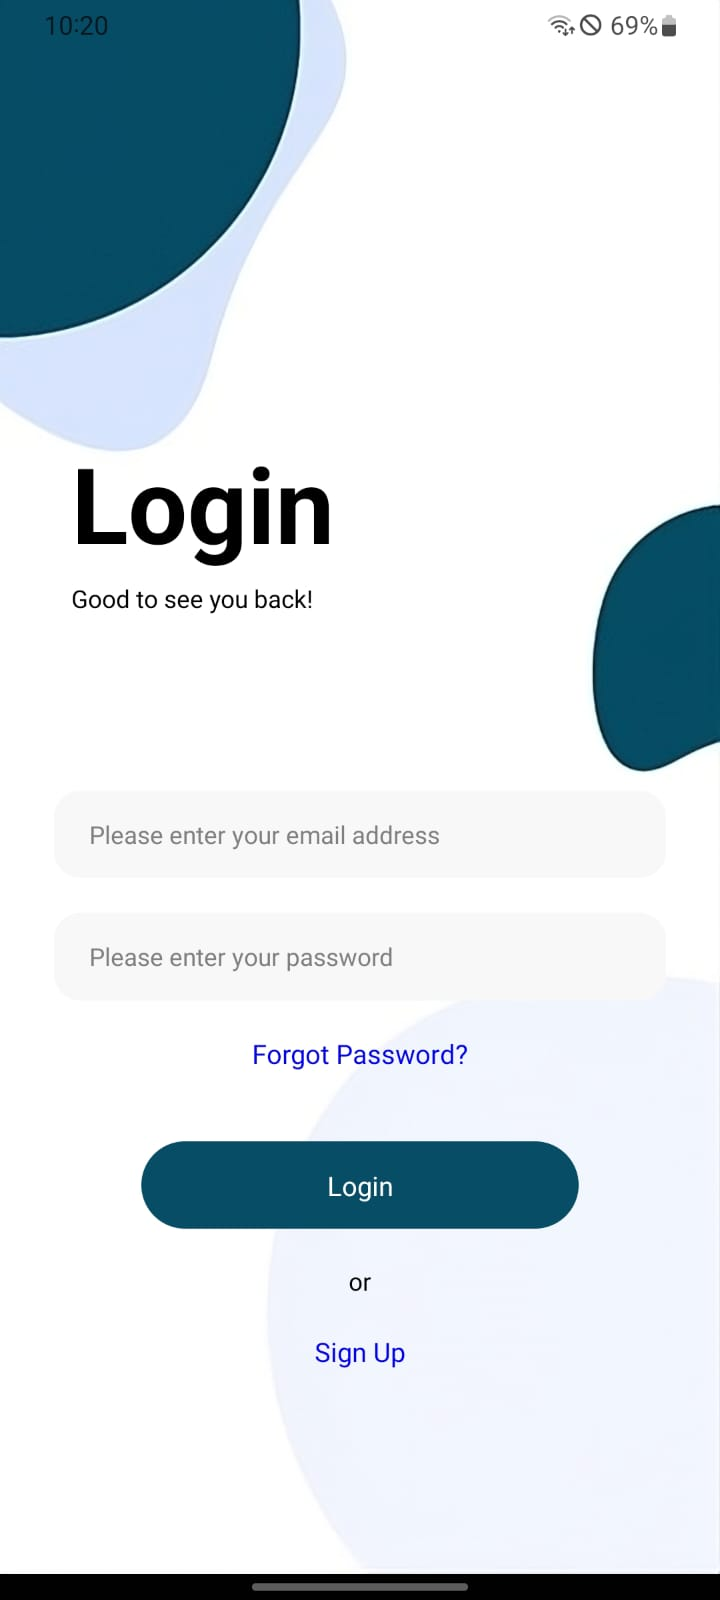 10:20 69%
Login
Good to see you back!
Please enter your email address
Please enter your password
Forgot Password?
Login
or
Sign Up